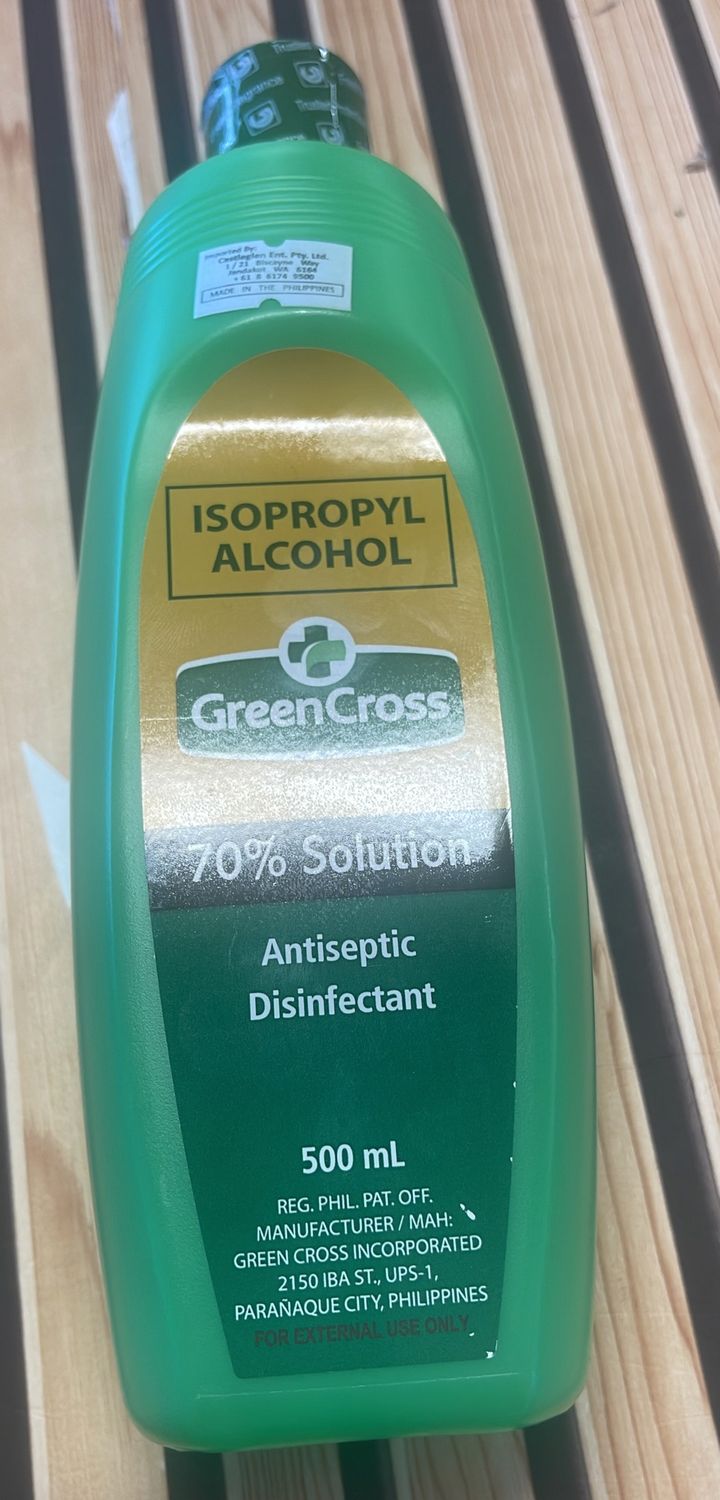 Imported By:
Castleglen Ent. Pty. Ltd.
1 / 21 Biscayne Way
Jandakot WA 6164
+61 8 6174 9500
MADE IN THE PHILIPPINES
ISOPROPYL
ALCOHOL
GreenCross
70% Solution
Antiseptic
Disinfectant
500 mL
REG. PHIL. PAT. OFF.
MANUFACTURER / MAH:
GREEN CROSS INCORPORATED
2150 IBA ST., UPS-1,
PARAÑAQUE CITY, PHILIPPINES
FOR EXTERNAL USE ONLY